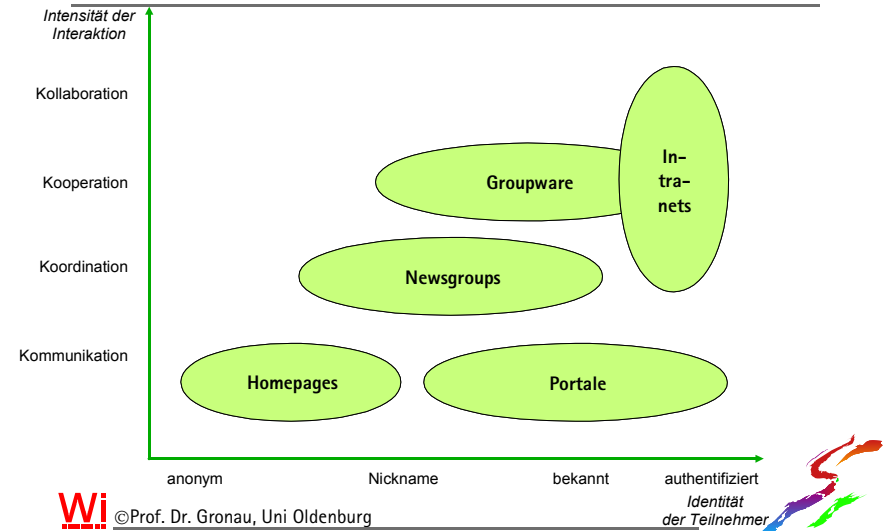 Intensität der
Interaktion
Kollaboration
Kooperation
Koordination
Kommunikation
In-
tra-
nets
Groupware
Newsgroups
Homepages
Portale
anonym
Nickname
bekannt
authentifiziert
Identität
der Teilnehmer
Wi ©Prof. Dr. Gronau, Uni Oldenburg